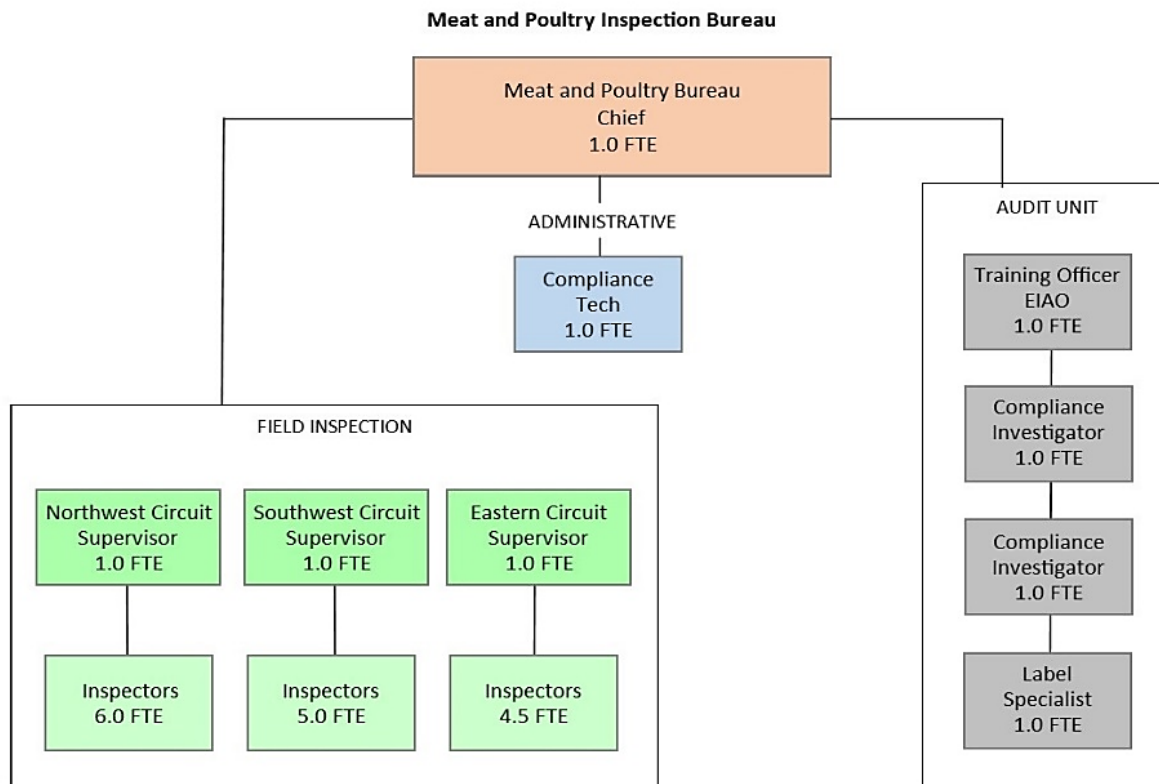 Meat and Poultry Inspection Bureau
Meat and Poultry Bureau
Chief
1.0 FTE
ADMINISTRATIVE
Compliance
Tech
1.0 FTE
FIELD INSPECTION
Northwest Circuit
Supervisor
1.0 FTE
Inspectors
6.0 FTE
Southwest Circuit
Supervisor
1.0 FTE
Inspectors
5.0 FTE
Eastern Circuit
Supervisor
1.0 FTE
Inspectors
4.5 FTE
AUDIT UNIT
Training Officer
EIAO
1.0 FTE
Compliance
Investigator
1.0 FTE
Compliance
Investigator
1.0 FTE
Label
Specialist
1.0 FTE